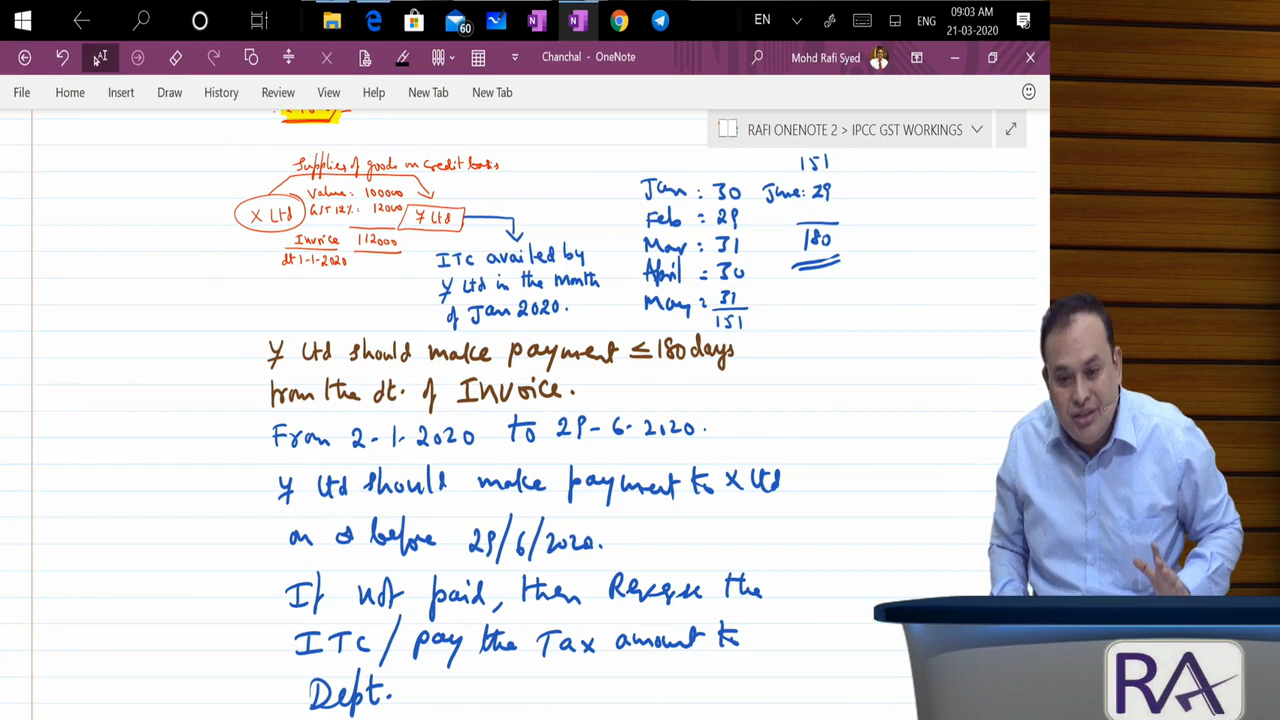 09:03 AM
EN
ENG
21-03-2020
60
Chanchal - OneNote
Mohd Rafi Syed
File Home Insert Draw History Review View Help New Tab New Tab
RAFI ONENOTE 2 > IPCC GST WORKINGS
Supplies of goods on credit basis
Value : 100000
GST 12% : 12000
X Ltd
Y Ltd
Invoice 112000
dt 1-1-2020
ITC availed by
Y Ltd in the month
of Jan 2020.
Jan : 30
Feb : 29
May : 31
April = 30
May : 31
151
151
June : 29
180
Y Ltd should make payment ≤ 180 days
from the dt. of Invoice.
From 2-1-2020 to 29-6-2020.
Y Ltd should make payment to X Ltd
on or before 29/6/2020.
If not paid, then Reverse the
ITC / pay the Tax amount to
Dept.
RA